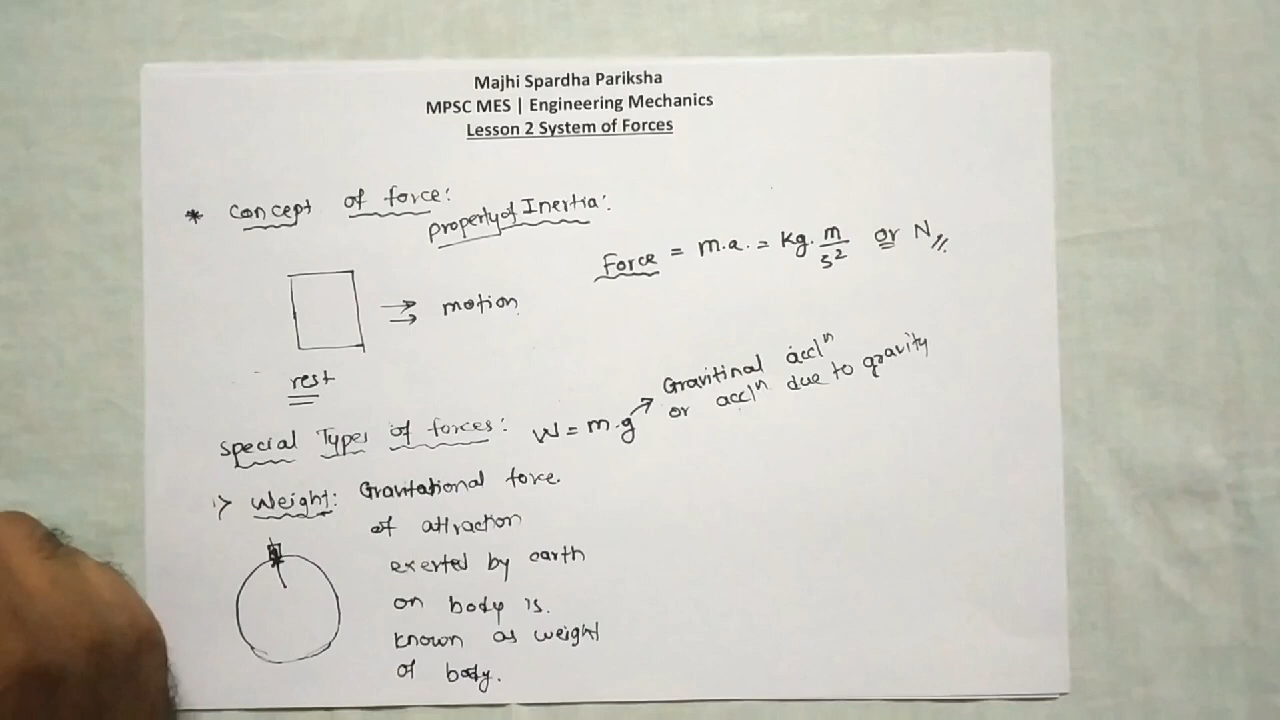 Majhi Spardha Pariksha
MPSC MES | Engineering Mechanics
Lesson 2 System of Forces
* Concept of force:
property of Inertia:
Force = m.a. = kg. m/s² or N
→ motion
rest
Special Types of forces: W = m.g
Gravitinal accln
or accln due to gravity
1> Weight: Gravitational force.
of attraction
exerted by earth
on body is.
known as weight
of body.